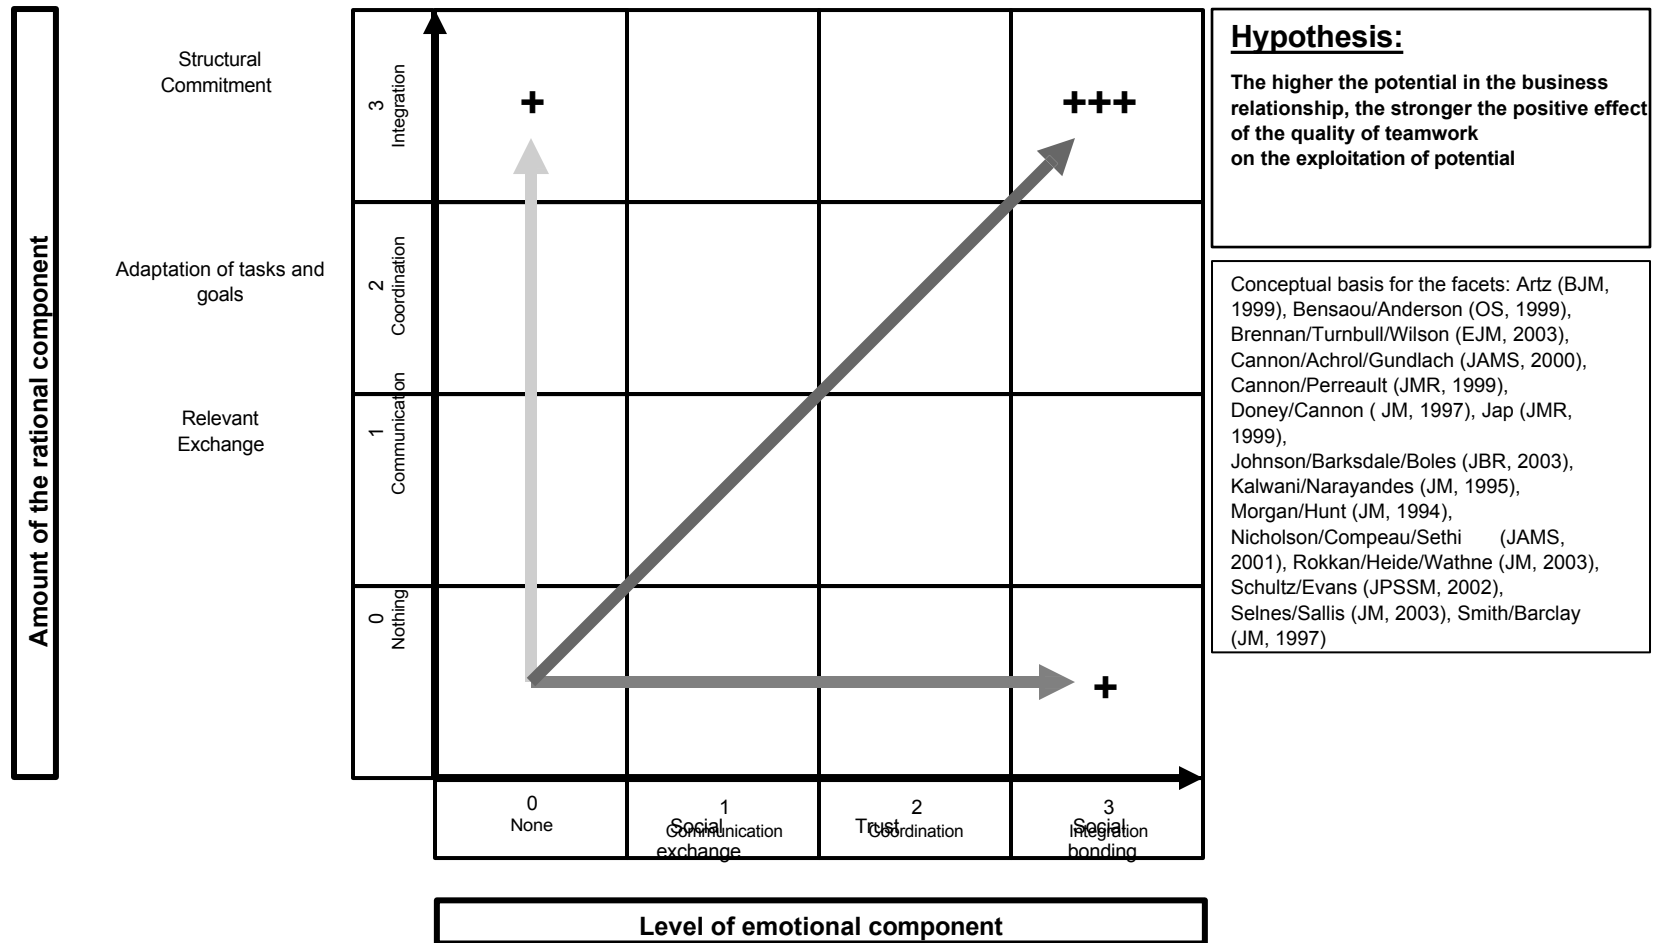 Amount of the rational component
Structural
Commitment
Adaptation of tasks and
goals
Relevant
Exchange
3
Integration
2
Coordination
1
Communication
0
Nothing
+
+++
+
0
None
1
Communication
Social
exchange
2
Coordination
Trust
3
Integration
Social
bonding
Level of emotional component
Hypothesis:
The higher the potential in the business
relationship, the stronger the positive effect
of the quality of teamwork
on the exploitation of potential
Conceptual basis for the facets: Artz (BJM,
1999), Bensaou/Anderson (OS, 1999),
Brennan/Turnbull/Wilson (EJM, 2003),
Cannon/Achrol/Gundlach (JAMS, 2000),
Cannon/Perreault (JMR, 1999),
Doney/Cannon ( JM, 1997), Jap (JMR,
1999),
Johnson/Barksdale/Boles (JBR, 2003),
Kalwani/Narayandes (JM, 1995),
Morgan/Hunt (JM, 1994),
Nicholson/Compeau/Sethi (JAMS,
2001), Rokkan/Heide/Wathne (JM, 2003),
Schultz/Evans (JPSSM, 2002),
Selnes/Sallis (JM, 2003), Smith/Barclay
(JM, 1997)